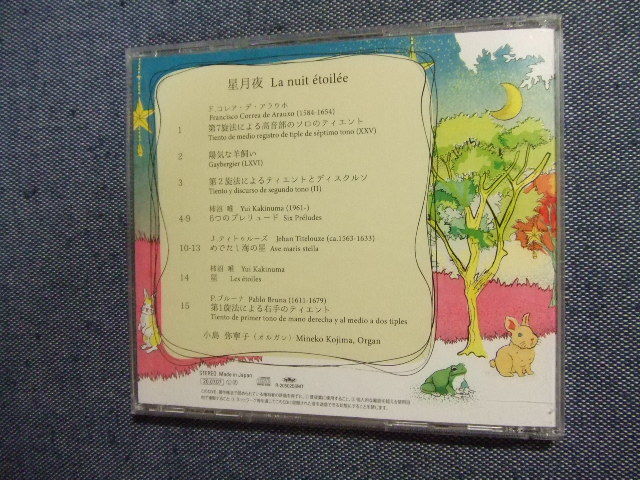 星月夜 La nuit étoilée
F.コレア・デ・アラウホ
Francisco Correa de Arauxo (1584-1654)
1 第7旋法による高音部のソロのティエント
Tiento de medio registro de tiple de séptimo tono (XXV)
2 陽気な羊飼い
Gaybergier (LXVI)
3 第2旋法によるティエントとディスクルソ
Tiento y discurso de segundo tono (II)
柿沼 唯 Yui Kakinuma (1961-)
4-9 6つのプレリュード Six Préludes
J.ティトゥルーズ Jehan Titelouze (ca.1563-1633)
10-13 めでたし海の星 Ave maris stella
柿沼 唯 Yui Kakinuma
14 星 Les étoiles
P.ブルーナ Pablo Bruna (1611-1679)
15 第1旋法による右手のティエント
Tiento de primer tono de mano derecha y al medio a dos tiples
小島 弥寧子 (オルガン) Mineko Kojima, Organ
STEREO, Made in Japan